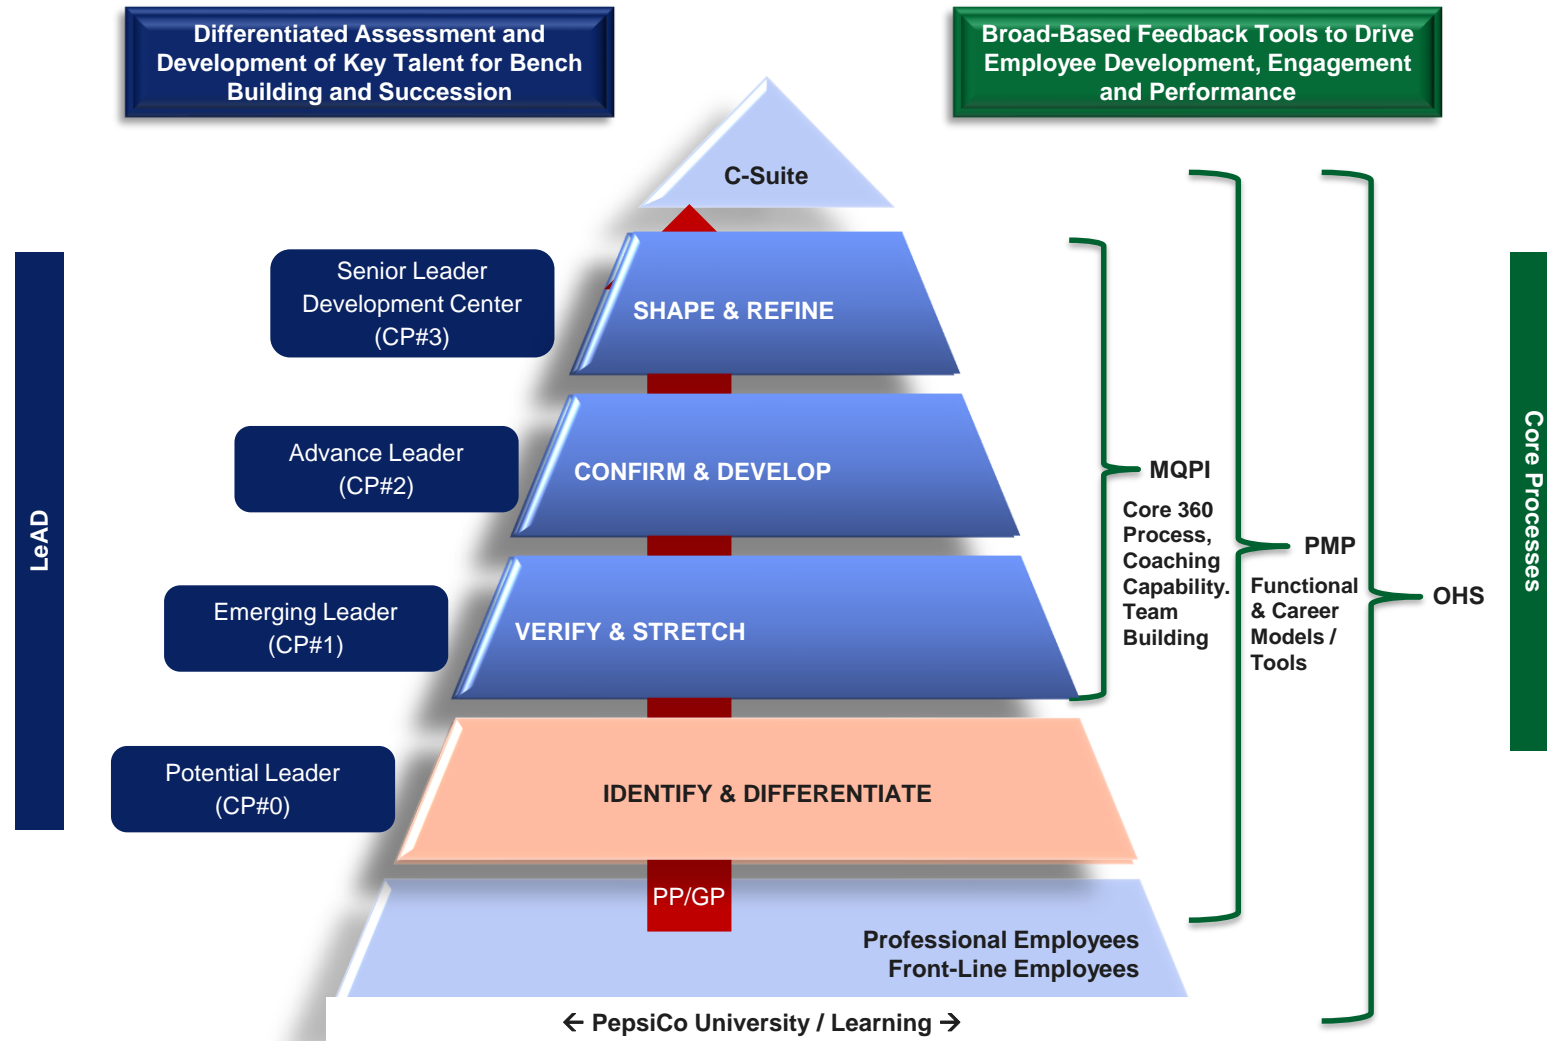 Differentiated Assessment and
Development of Key Talent for Bench
Building and Succession
Broad-Based Feedback Tools to Drive
Employee Development, Engagement
and Performance
C-Suite
Senior Leader
Development Center
(CP#3)
SHAPE & REFINE
Advance Leader
(CP#2)
CONFIRM & DEVELOP
Emerging Leader
(CP#1)
VERIFY & STRETCH
Potential Leader
(CP#0)
IDENTIFY & DIFFERENTIATE
PP/GP
Professional Employees
Front-Line Employees
← PepsiCo University / Learning →
LeAD
MQPI
Core 360
Process,
Coaching
Capability.
Team
Building
PMP
Functional
& Career
Models /
Tools
OHS
Core Processes